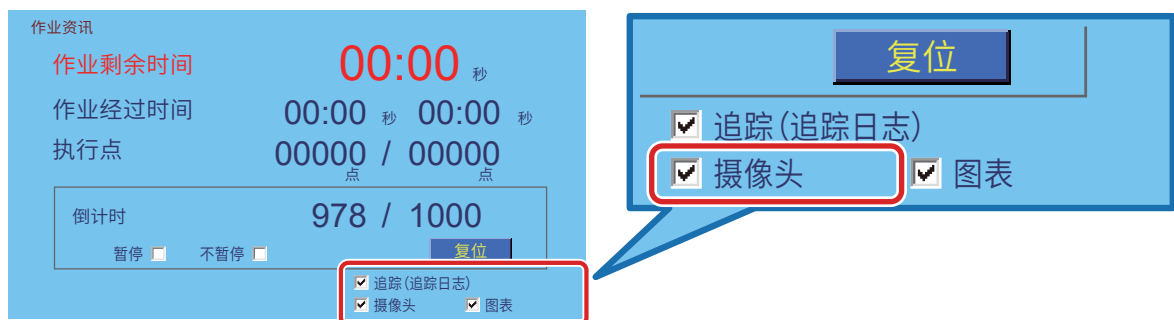 作业资讯
作业剩余时间 00:00 秒
作业经过时间 00:00 秒 00:00 秒
执行点 00000 点 / 00000 点
倒计时 978 / 1000
暂停 不暂停 复位
追踪(追踪日志)
摄像头 图表
复位
追踪(追踪日志)
摄像头 图表